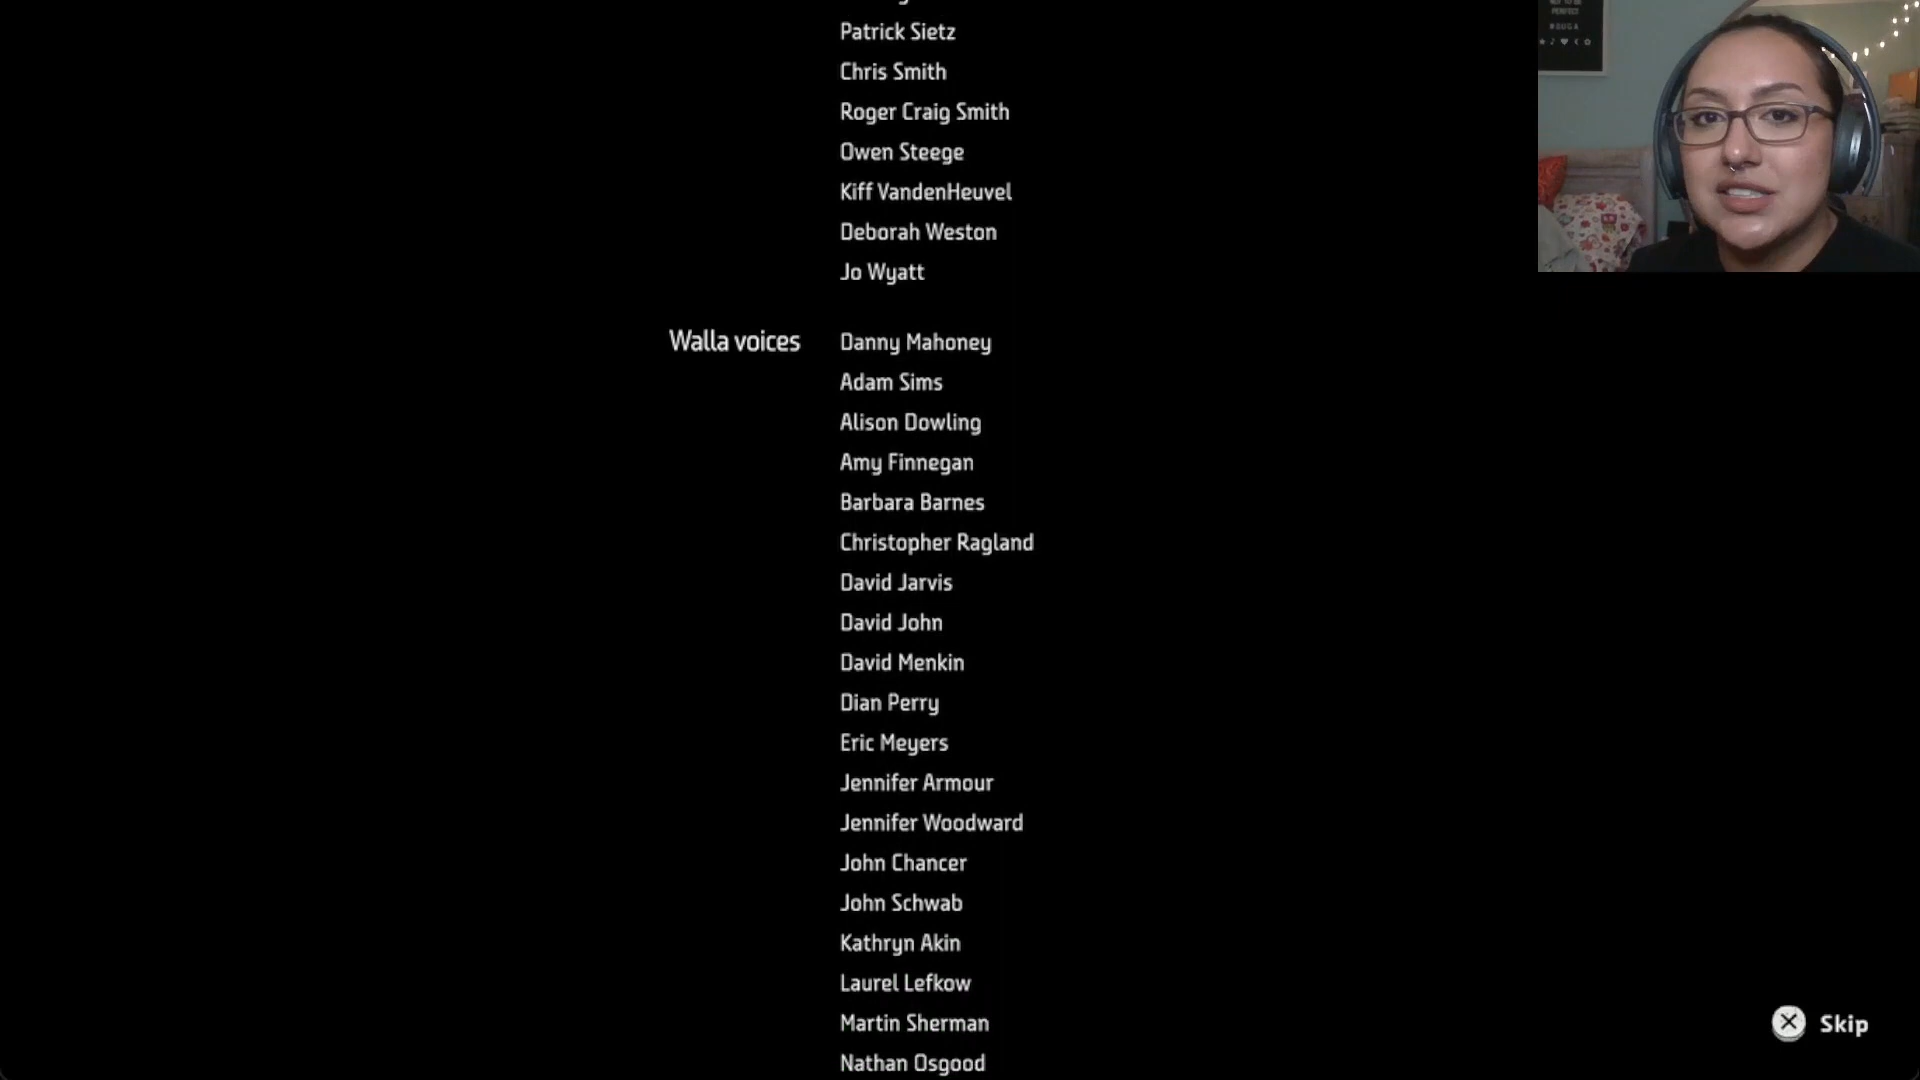 Patrick Sietz
Chris Smith
Roger Craig Smith
Owen Steege
Kiff VandenHeuvel
Deborah Weston
Jo Wyatt
Walla voices Danny Mahoney
Adam Sims
Alison Dowling
Amy Finnegan
Barbara Barnes
Christopher Ragland
David Jarvis
David John
David Menkin
Dian Perry
Eric Meyers
Jennifer Armour
Jennifer Woodward
John Chancer
John Schwab
Kathryn Akin
Laurel Lefkow
Martin Sherman
Nathan Osgood
Skip
PERFECT